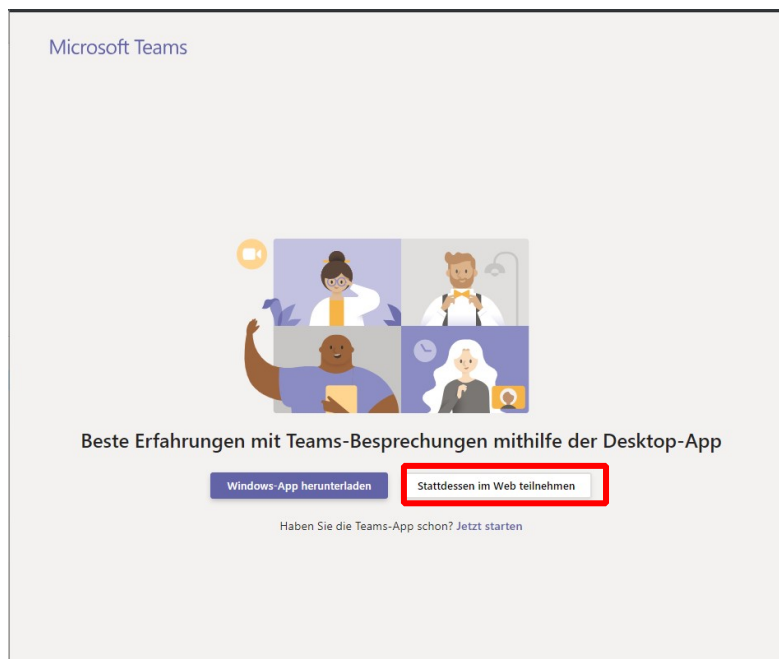 Microsoft Teams
Beste Erfahrungen mit Teams-Besprechungen mithilfe der Desktop-App
Windows-App herunterladen
Stattdessen im Web teilnehmen
Haben Sie die Teams-App schon? Jetzt starten